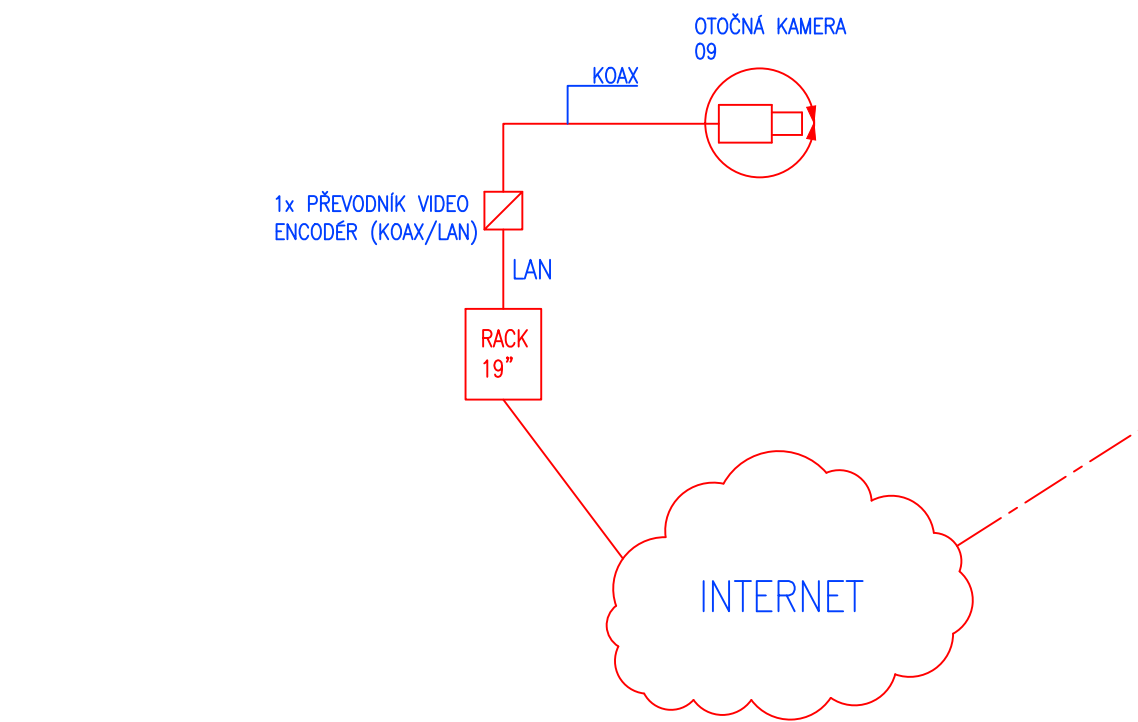 OTOČNÁ KAMERA
09
KOAX
1x PŘEVODNÍK VIDEO
ENCODÉR (KOAX/LAN)
LAN
RACK
19”
INTERNET